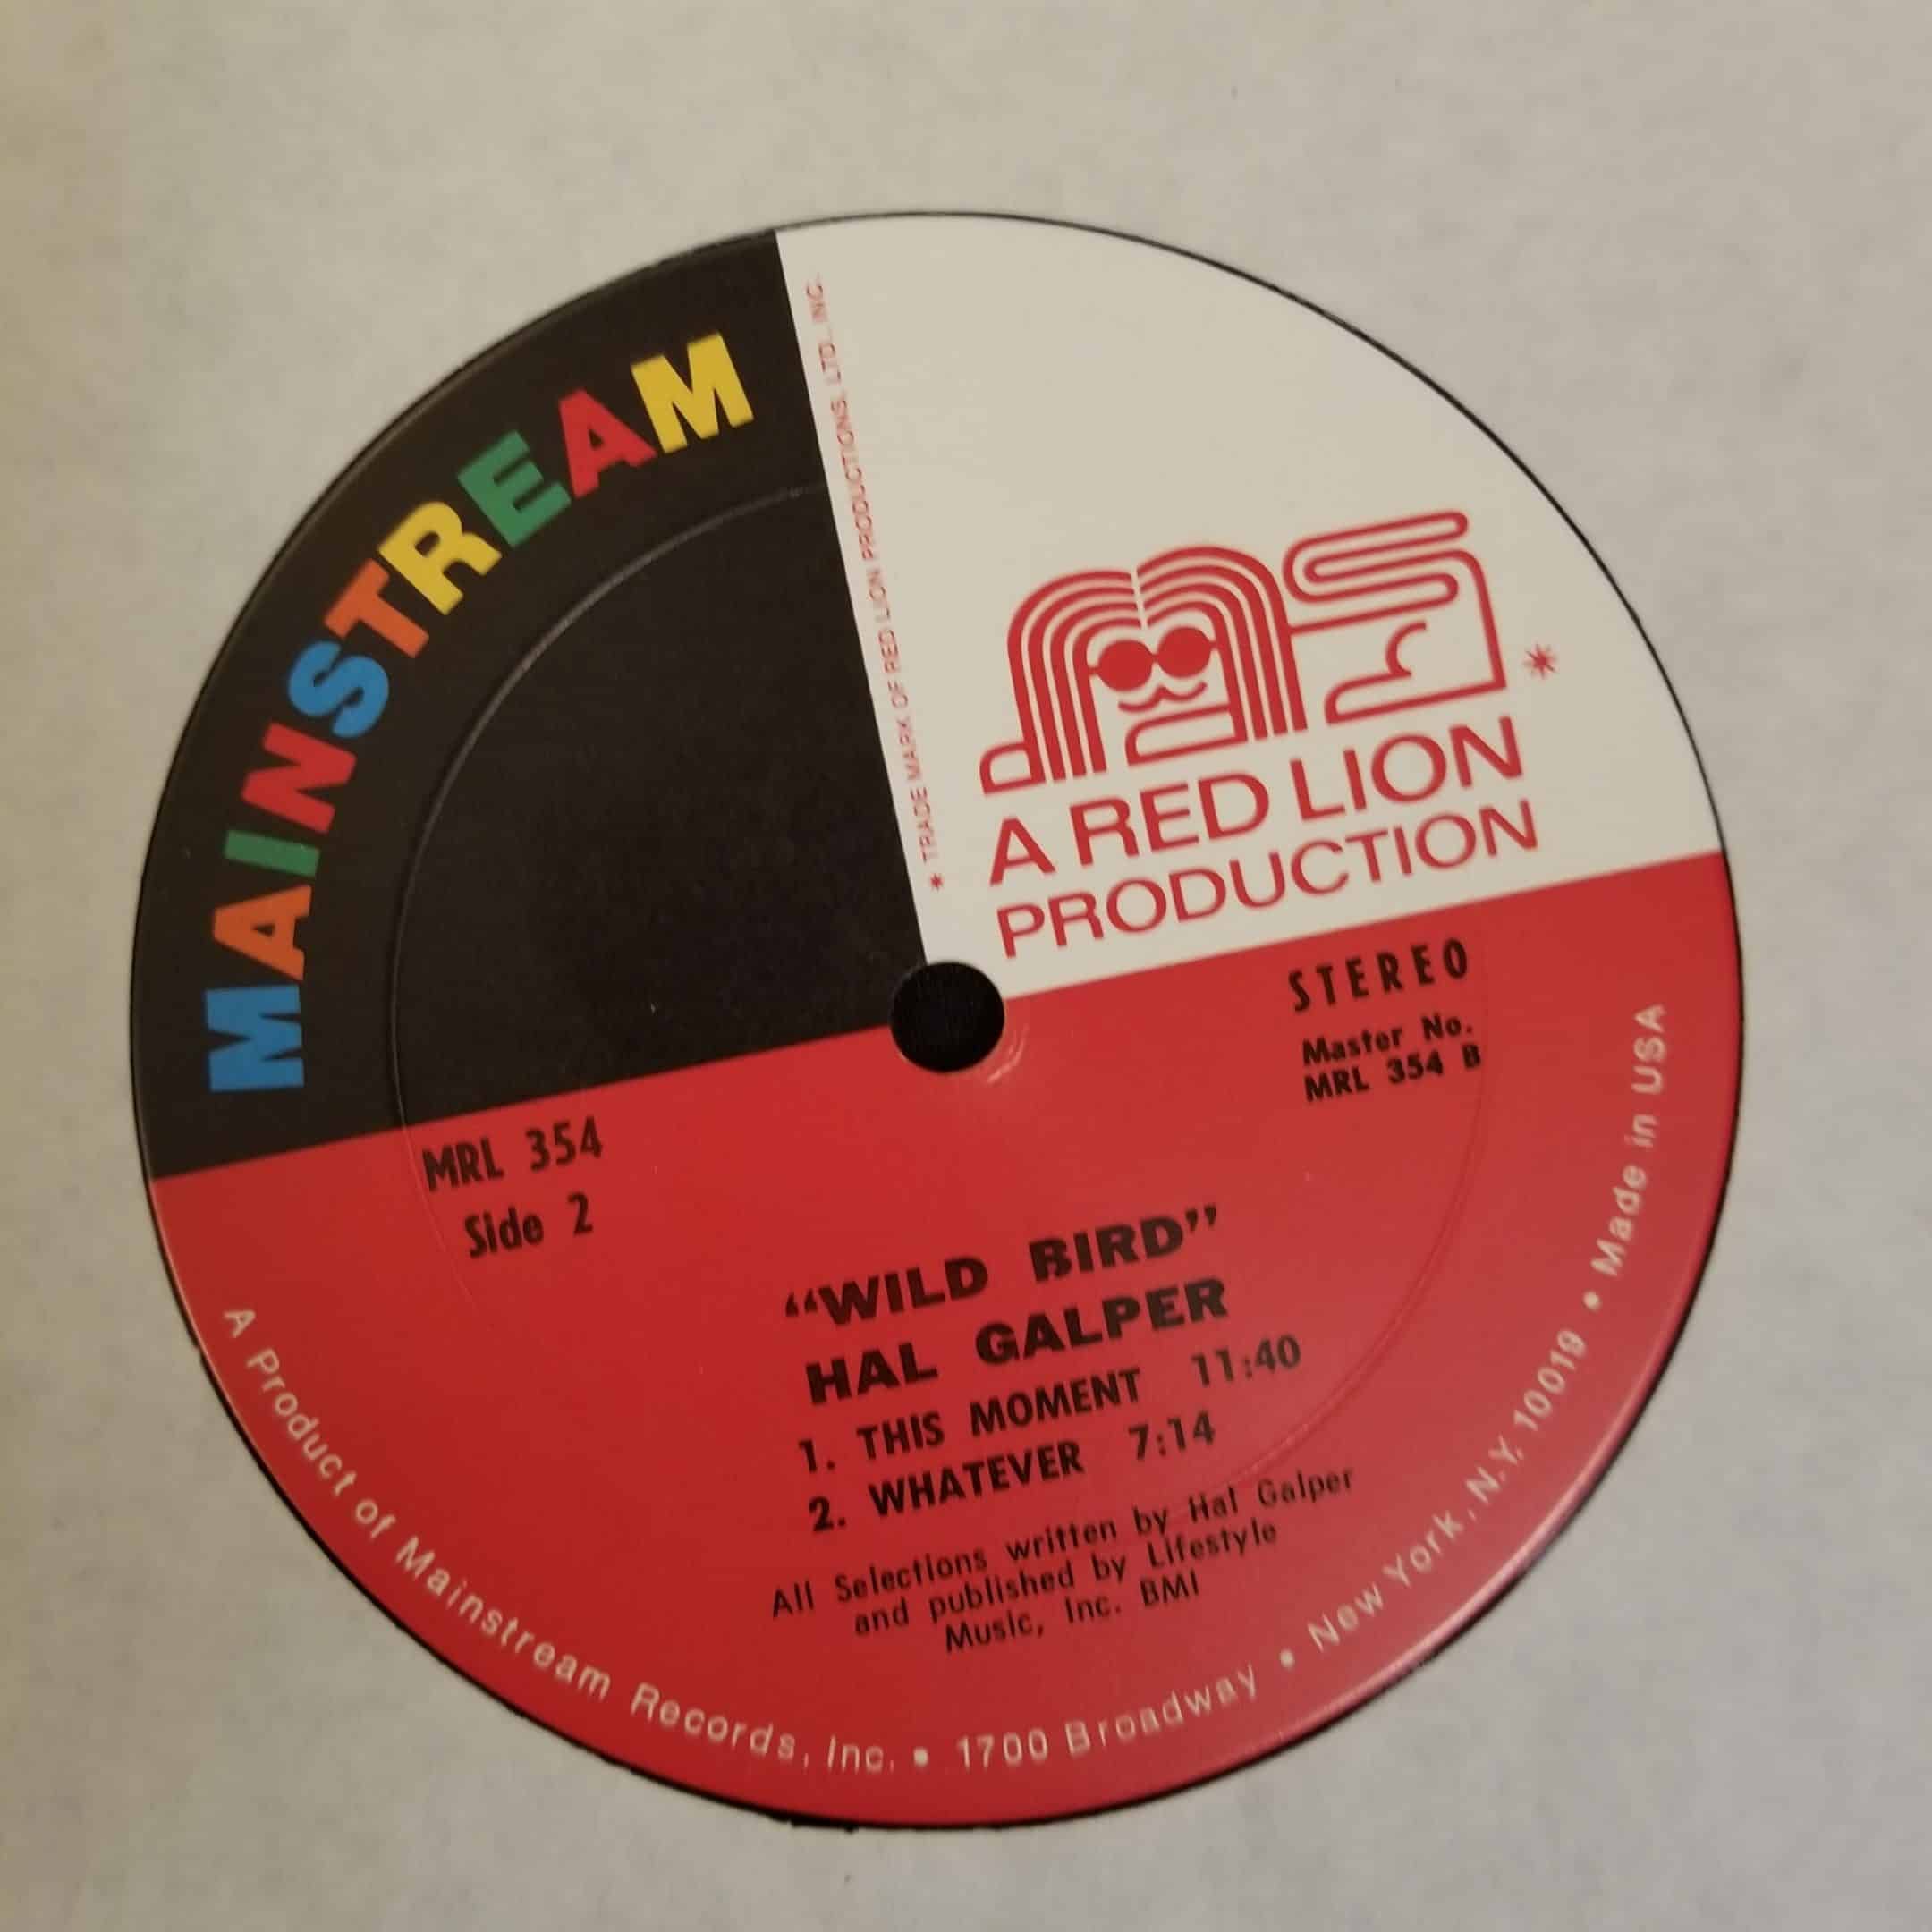 MAINSTREAM
* TRADE MARK OF RED LION PRODUCTIONS, LTD., INC.
*
A RED LION
PRODUCTION
STEREO
Master No.
MRL 354 B
MRL 354
Side 2
“WILD BIRD”
HAL GALPER
1. THIS MOMENT 11:40
2. WHATEVER 7:14
All Selections written by Hal Galper
and published by Lifestyle
Music, Inc. BMI
A Product of Mainstream Records, Inc. • 1700 Broadway • New York, N.Y. 10019 • Made in USA